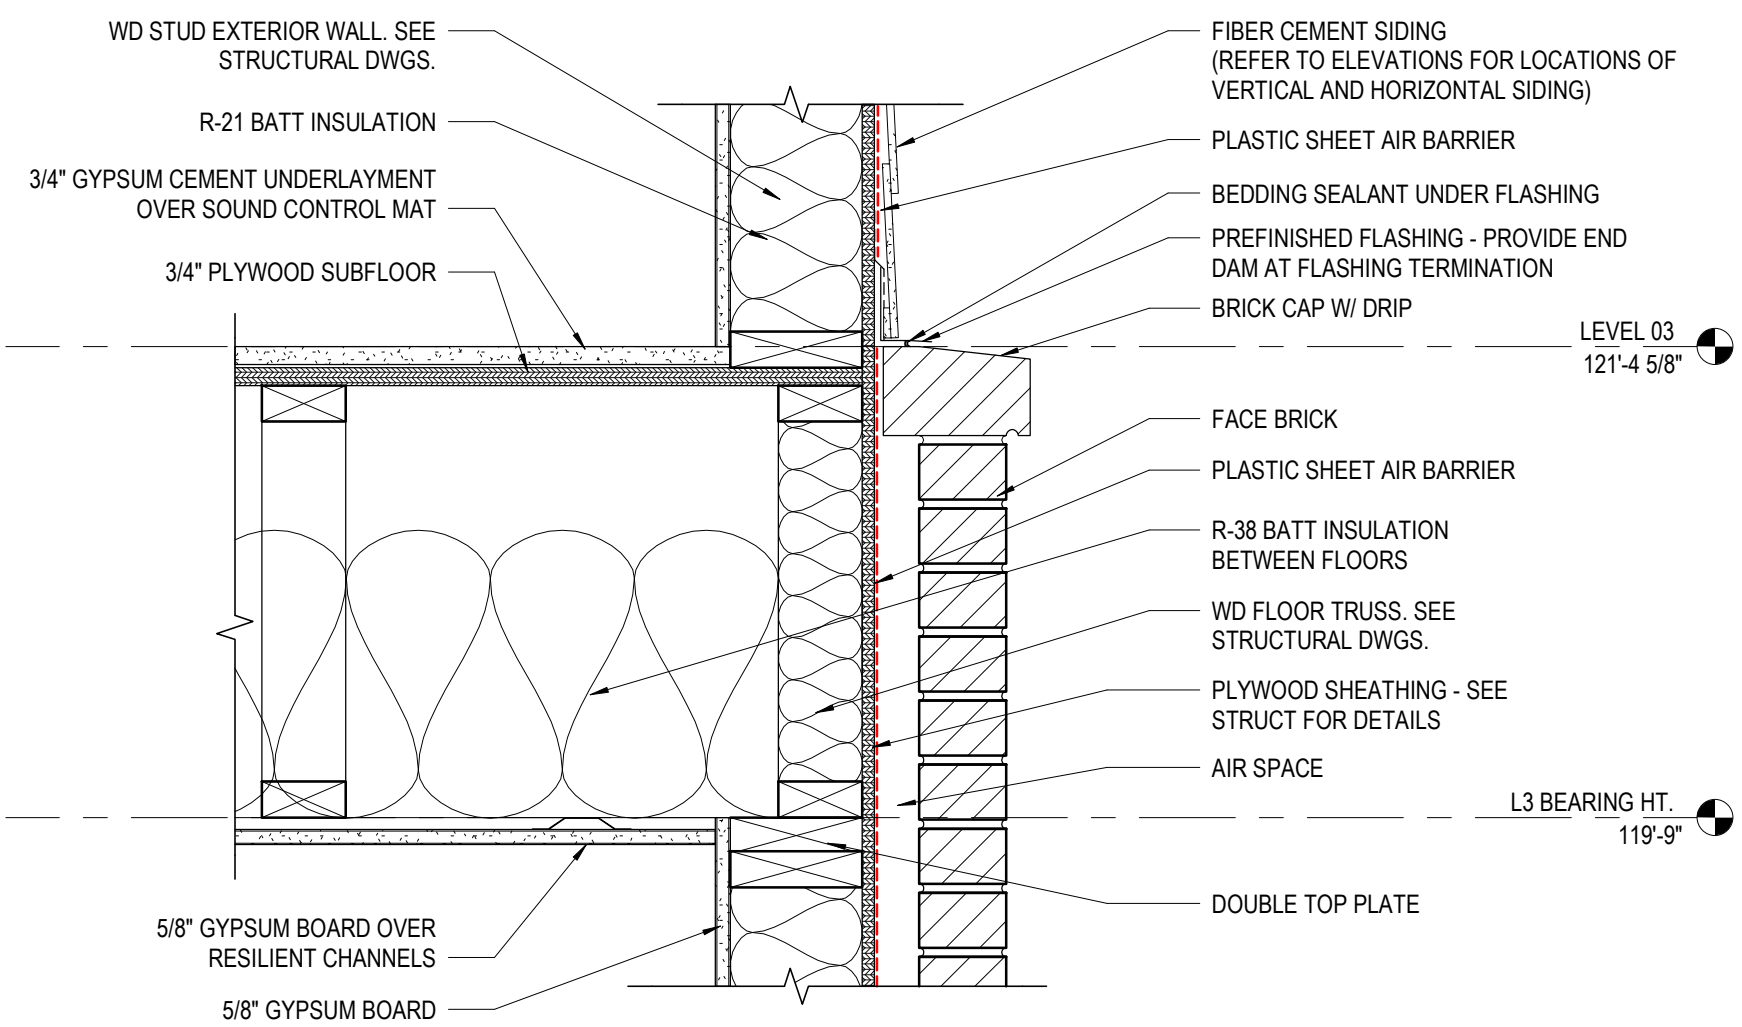 WD STUD EXTERIOR WALL. SEE
STRUCTURAL DWGS.
R-21 BATT INSULATION
3/4" GYPSUM CEMENT UNDERLAYMENT
OVER SOUND CONTROL MAT
3/4" PLYWOOD SUBFLOOR
5/8" GYPSUM BOARD OVER
RESILIENT CHANNELS
5/8" GYPSUM BOARD
FIBER CEMENT SIDING
(REFER TO ELEVATIONS FOR LOCATIONS OF
VERTICAL AND HORIZONTAL SIDING)
PLASTIC SHEET AIR BARRIER
BEDDING SEALANT UNDER FLASHING
PREFINISHED FLASHING - PROVIDE END
DAM AT FLASHING TERMINATION
BRICK CAP W/ DRIP
LEVEL 03
121'-4 5/8"
FACE BRICK
PLASTIC SHEET AIR BARRIER
R-38 BATT INSULATION
BETWEEN FLOORS
WD FLOOR TRUSS. SEE
STRUCTURAL DWGS.
PLYWOOD SHEATHING - SEE
STRUCT FOR DETAILS
AIR SPACE
L3 BEARING HT.
119'-9"
DOUBLE TOP PLATE